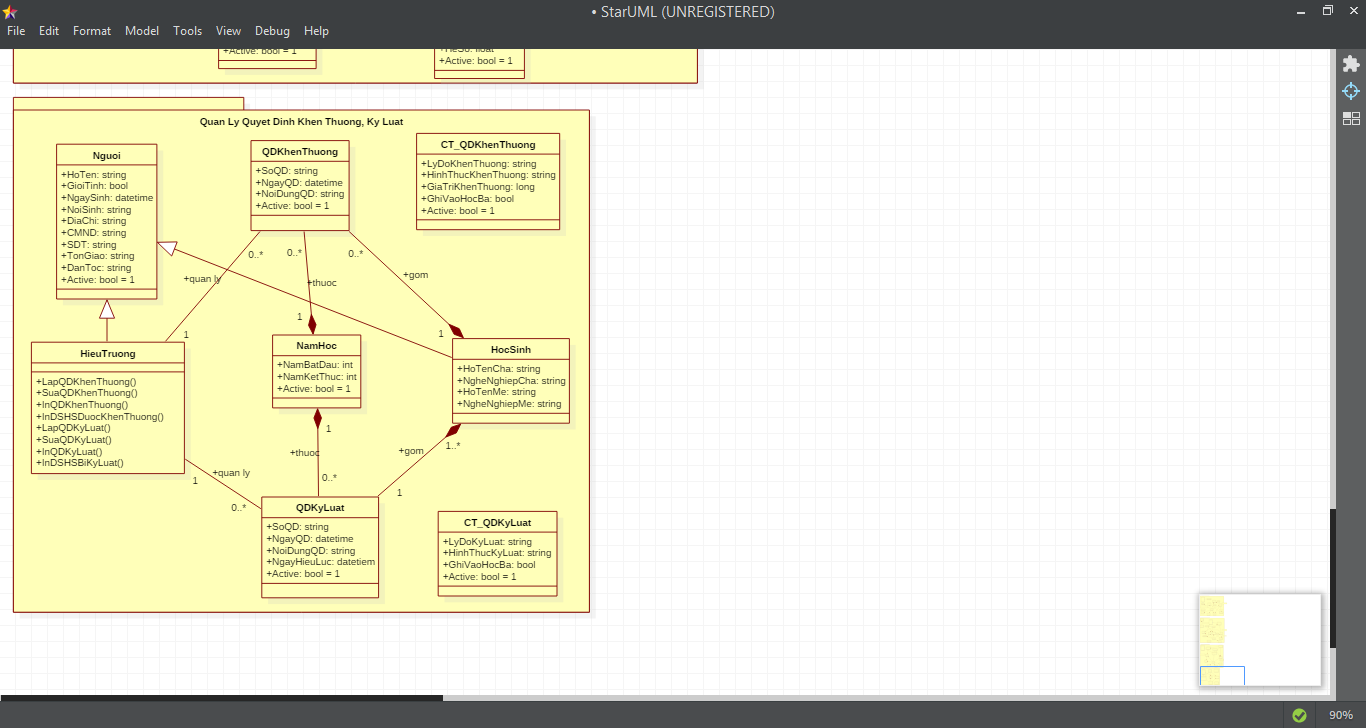 • StarUML (UNREGISTERED)
File Edit Format Model Tools View Debug Help
+Active: bool = 1
+HeSo: float
+Active: bool = 1
Quan Ly Quyet Dinh Khen Thuong, Ky Luat
Nguoi
+HoTen: string
+GioiTinh: bool
+NgaySinh: datetime
+NoiSinh: string
+DiaChi: string
+CMND: string
+SDT: string
+TonGiao: string
+DanToc: string
+Active: bool = 1
QDKhenThuong
+SoQD: string
+NgayQD: datetime
+NoiDungQD: string
+Active: bool = 1
CT_QDKhenThuong
+LyDoKhenThuong: string
+HinhThucKhenThuong: string
+GiaTriKhenThuong: long
+GhiVaoHocBa: bool
+Active: bool = 1
0..*
0..*
0..*
+quan ly
+thuoc
+gom
1
1
1
HieuTruong
+LapQDKhenThuong()
+SuaQDKhenThuong()
+InQDKhenThuong()
+InDSHSDuocKhenThuong()
+LapQDKyLuat()
+SuaQDKyLuat()
+InQDKyLuat()
+InDSHSBiKyLuat()
NamHoc
+NamBatDau: int
+NamKetThuc: int
+Active: bool = 1
HocSinh
+HoTenCha: string
+NgheNghiepCha: string
+HoTenMe: string
+NgheNghiepMe: string
1
1..*
+thuoc
+gom
+quan ly
1
0..*
0..*
1
QDKyLuat
+SoQD: string
+NgayQD: datetime
+NoiDungQD: string
+NgayHieuLuc: datetiem
+Active: bool = 1
CT_QDKyLuat
+LyDoKyLuat: string
+HinhThucKyLuat: string
+GhiVaoHocBa: bool
+Active: bool = 1
90%